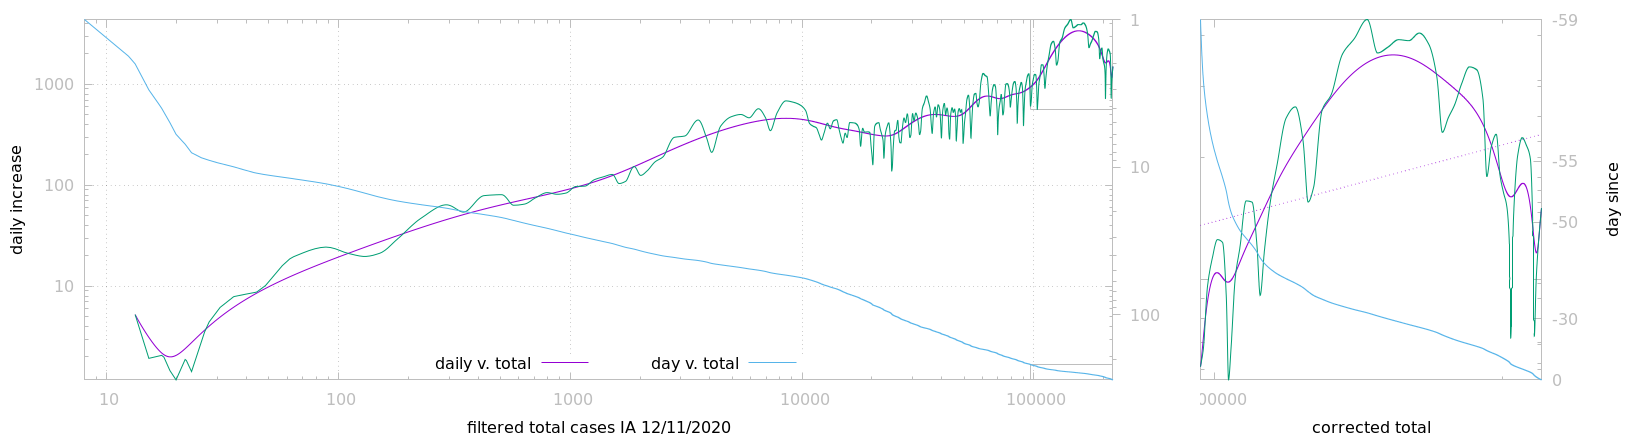 1000
100
10
daily increase
1
10
100
daily v. total
day v. total
10
100
1000
10000
100000
filtered total cases IA 12/11/2020
-59
-55
-50
-30
0
day since
00000
corrected total